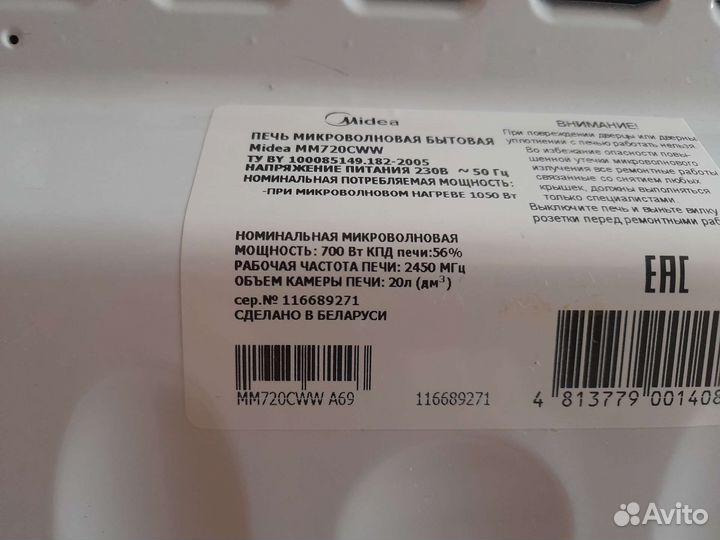 Midea
ПЕЧЬ МИКРОВОЛНОВАЯ БЫТОВАЯ
Midea MM720CWW
ТУ BY 100085149.182-2005
НАПРЯЖЕНИЕ ПИТАНИЯ 230В ~ 50 Гц
НОМИНАЛЬНАЯ ПОТРЕБЛЯЕМАЯ МОЩНОСТЬ:
-ПРИ МИКРОВОЛНОВОМ НАГРЕВЕ 1050 Вт
НОМИНАЛЬНАЯ МИКРОВОЛНОВАЯ
МОЩНОСТЬ: 700 Вт КПД печи:56%
РАБОЧАЯ ЧАСТОТА ПЕЧИ: 2450 МГц
ОБЪЕМ КАМЕРЫ ПЕЧИ: 20л (дм³)
сер.№ 116689271
СДЕЛАНО В БЕЛАРУСИ
MM720CWW A69
116689271
ВНИМАНИЕ!
При повреждении дверцы или дверных
уплотнений с печью работать нельзя
Во избежание опасности повы-
шенной утечки микроволнового
излучения все ремонтные работы
связанные со снятием любых
крышек, должны выполняться
только специалистами.
Выключите печь и выньте вилку
розетки перед ремонтными раб
EAC
4 813779 001408
Avito